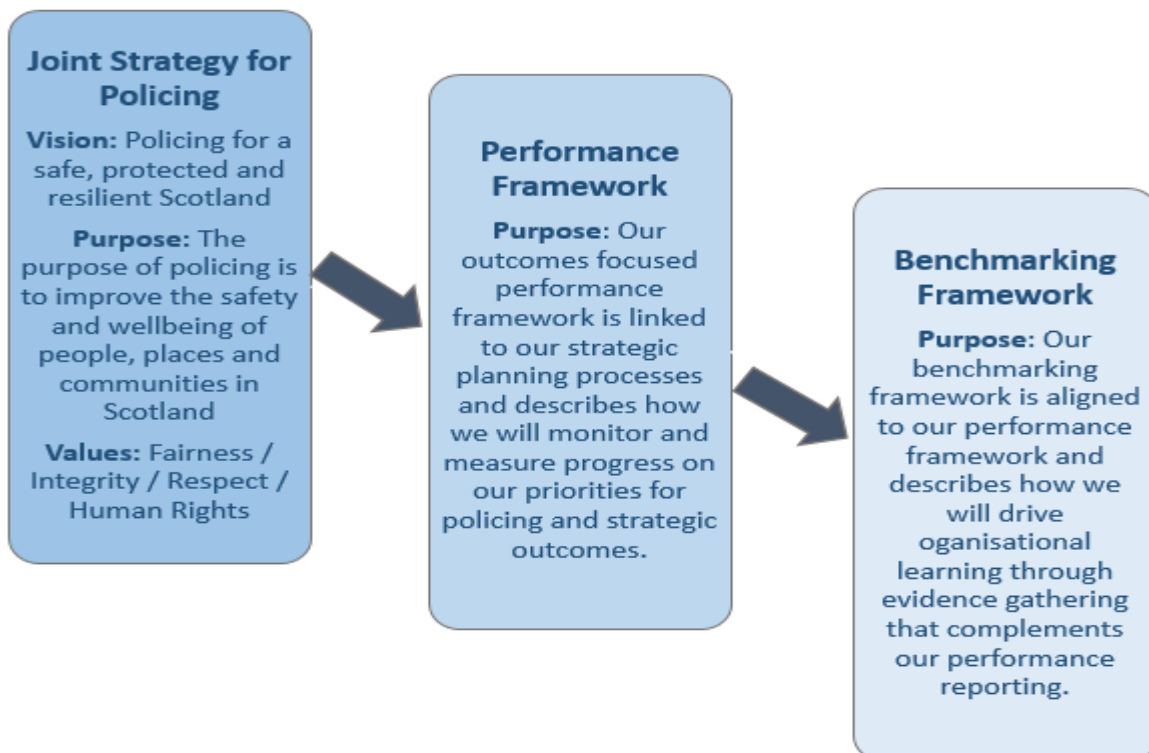 Joint Strategy for
Policing
Vision: Policing for a
safe, protected and
resilient Scotland
Purpose: The
purpose of policing is
to improve the safety
and wellbeing of
people, places and
communities in
Scotland
Values: Fairness /
Integrity / Respect /
Human Rights
Performance
Framework
Purpose: Our
outcomes focused
performance
framework is linked
to our strategic
planning processes
and describes how
we will monitor and
measure progress on
our priorities for
policing and strategic
outcomes.
Benchmarking
Framework
Purpose: Our
benchmarking
framework is aligned
to our performance
framework and
describes how we
will drive
oganisational
learning through
evidence gathering
that complements
our performance
reporting.